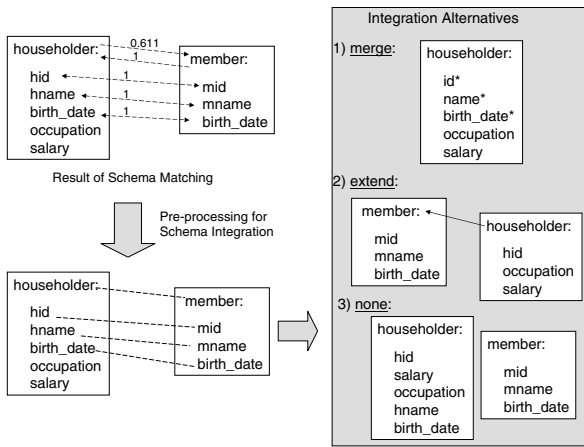 householder:
hid
hname
birth_date
occupation
salary
0.611
1
1
1
1
member:
mid
mname
birth_date
Result of Schema Matching
Pre-processing for
Schema Integration
householder:
hid
hname
birth_date
occupation
salary
member:
mid
mname
birth_date
Integration Alternatives
1) merge:
householder:
id*
name*
birth_date*
occupation
salary
2) extend:
member:
mid
mname
birth_date
householder:
hid
occupation
salary
3) none:
householder:
hid
salary
occupation
hname
birth_date
member:
mid
mname
birth_date